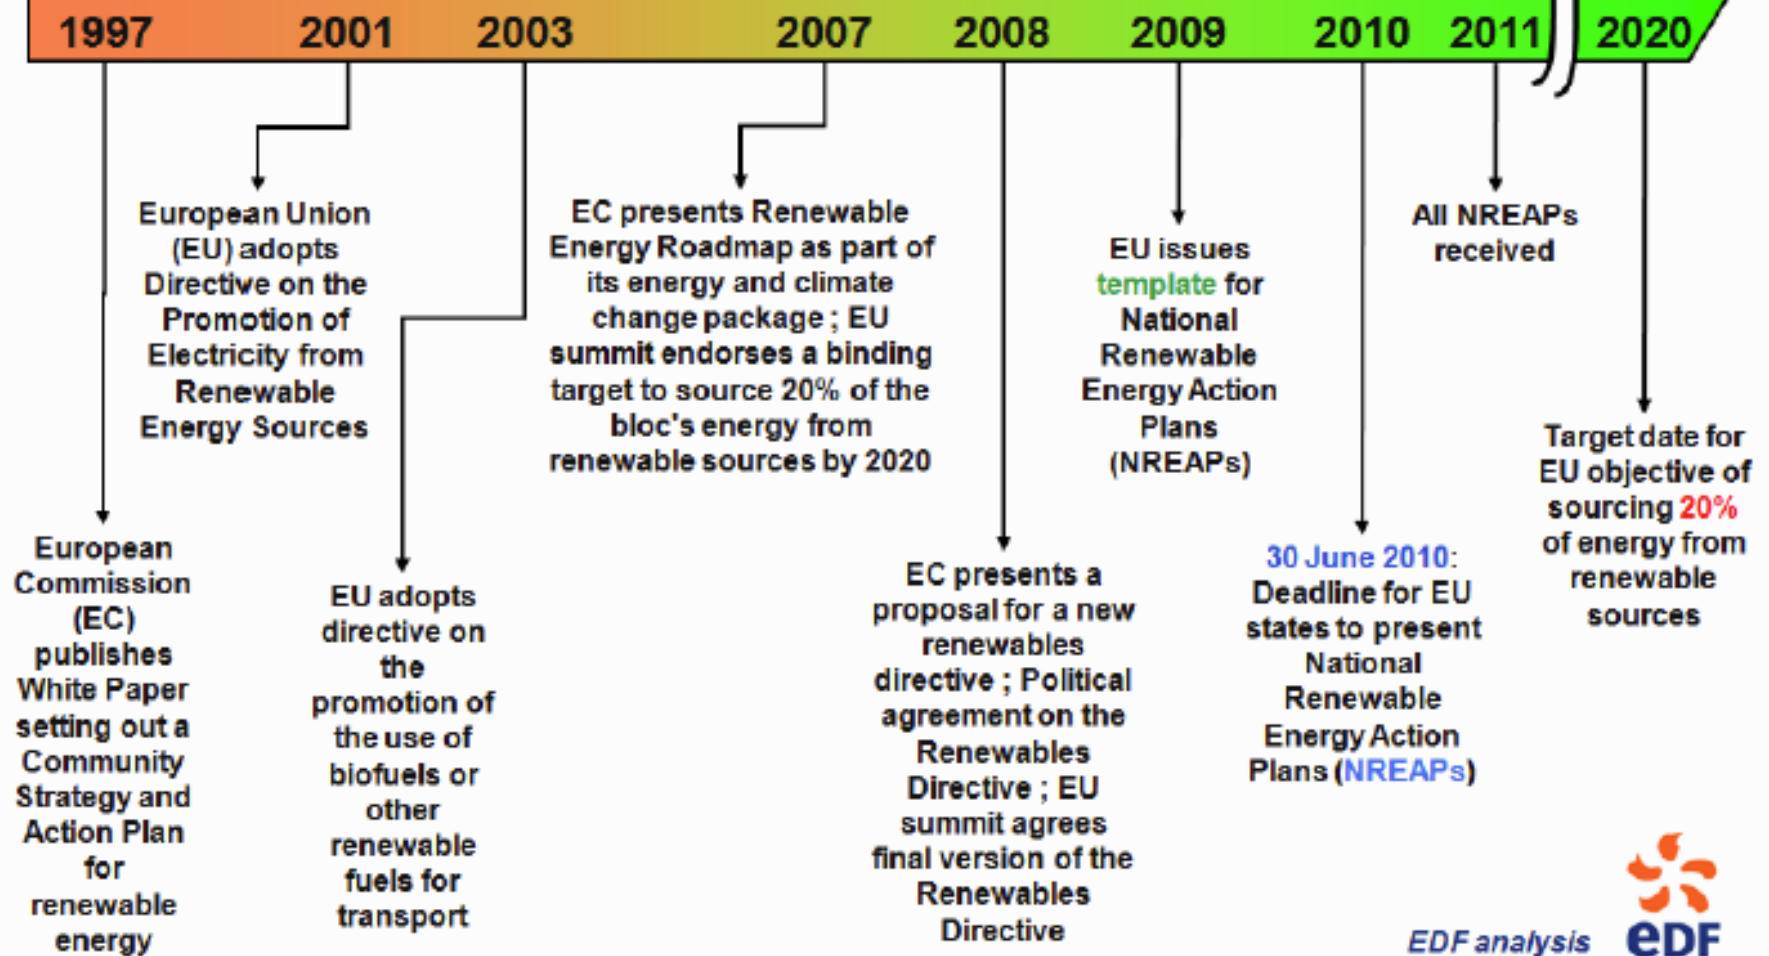 1997 2001 2003 2007 2008 2009 2010 2011 2020
European
Commission
(EC)
publishes
White Paper
setting out a
Community
Strategy and
Action Plan
for
renewable
energy
European Union
(EU) adopts
Directive on the
Promotion of
Electricity from
Renewable
Energy Sources
EU adopts
directive on
the
promotion of
the use of
biofuels or
other
renewable
fuels for
transport
EC presents Renewable
Energy Roadmap as part of
its energy and climate
change package ; EU
summit endorses a binding
target to source 20% of the
bloc's energy from
renewable sources by 2020
EC presents a
proposal for a new
renewables
directive ; Political
agreement on the
Renewables
Directive ; EU
summit agrees
final version of the
Renewables
Directive
EU issues
template for
National
Renewable
Energy Action
Plans
(NREAPs)
30 June 2010:
Deadline for EU
states to present
National
Renewable
Energy Action
Plans (NREAPs)
All NREAPs
received
Target date for
EU objective of
sourcing 20%
of energy from
renewable
sources
EDF analysis
eDF